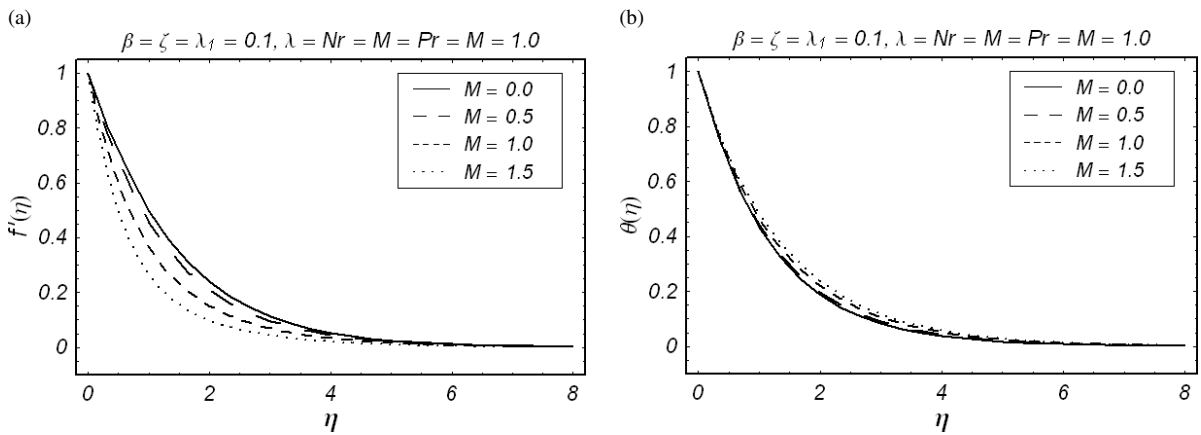 (a)
β = ζ = λ₁ = 0.1, λ = Nr = M = Pr = M = 1.0
M = 0.0
M = 0.5
M = 1.0
M = 1.5
1
0.8
0.6
0.4
0.2
0
f'(η)
0 2 4 6 8
η
(b)
β = ζ = λ₁ = 0.1, λ = Nr = M = Pr = M = 1.0
M = 0.0
M = 0.5
M = 1.0
M = 1.5
1
0.8
0.6
0.4
0.2
0
θ(η)
0 2 4 6 8
η